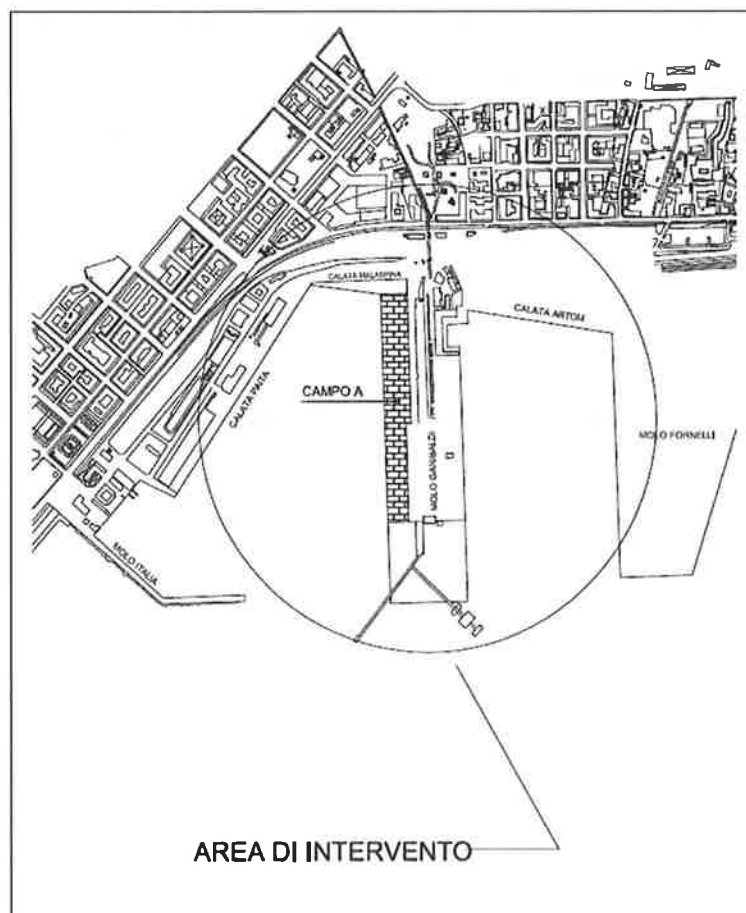 CALATA MALASPINA
CALATA ARTOM
CAMPO A
CALATA PAITA
MOLO GARIBALDI
MOLO FORNELLI
MOLO ITALIA
AREA DI INTERVENTO